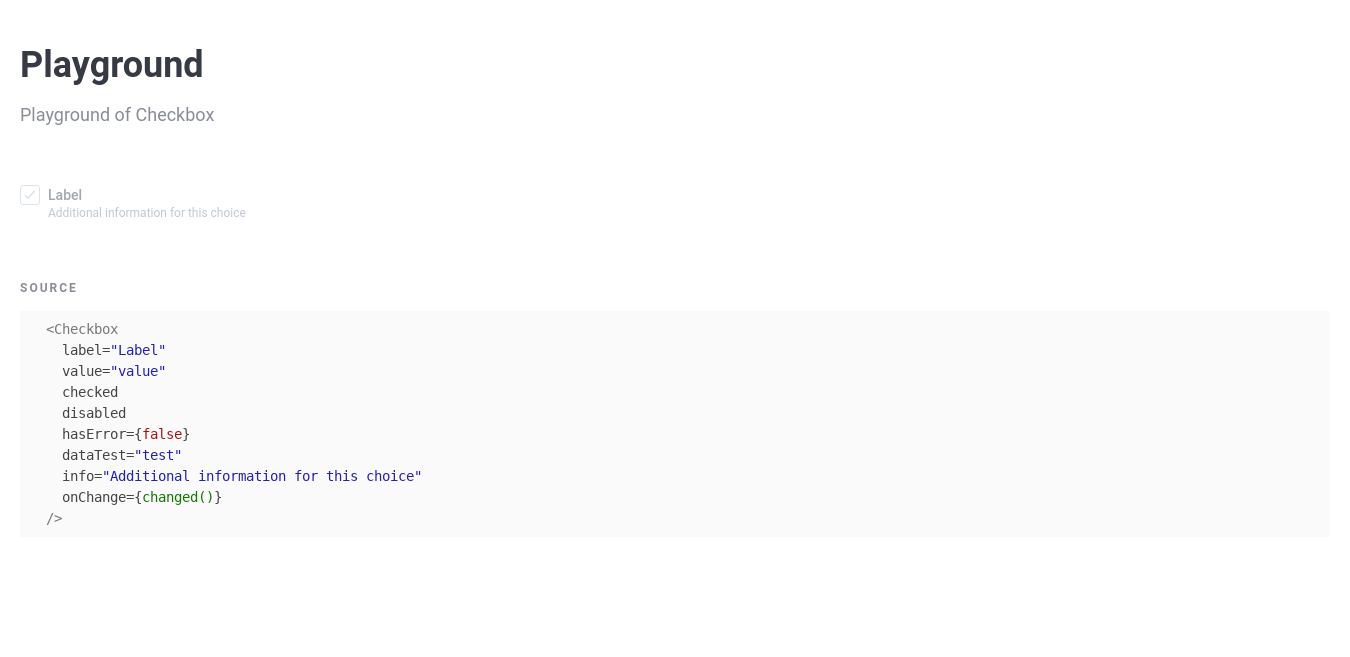 Playground
Playground of Checkbox
Label
Additional information for this choice
SOURCE
<Checkbox
  label="Label"
  value="value"
  checked
  disabled
  hasError={false}
  dataTest="test"
  info="Additional information for this choice"
  onChange={changed()}
/>